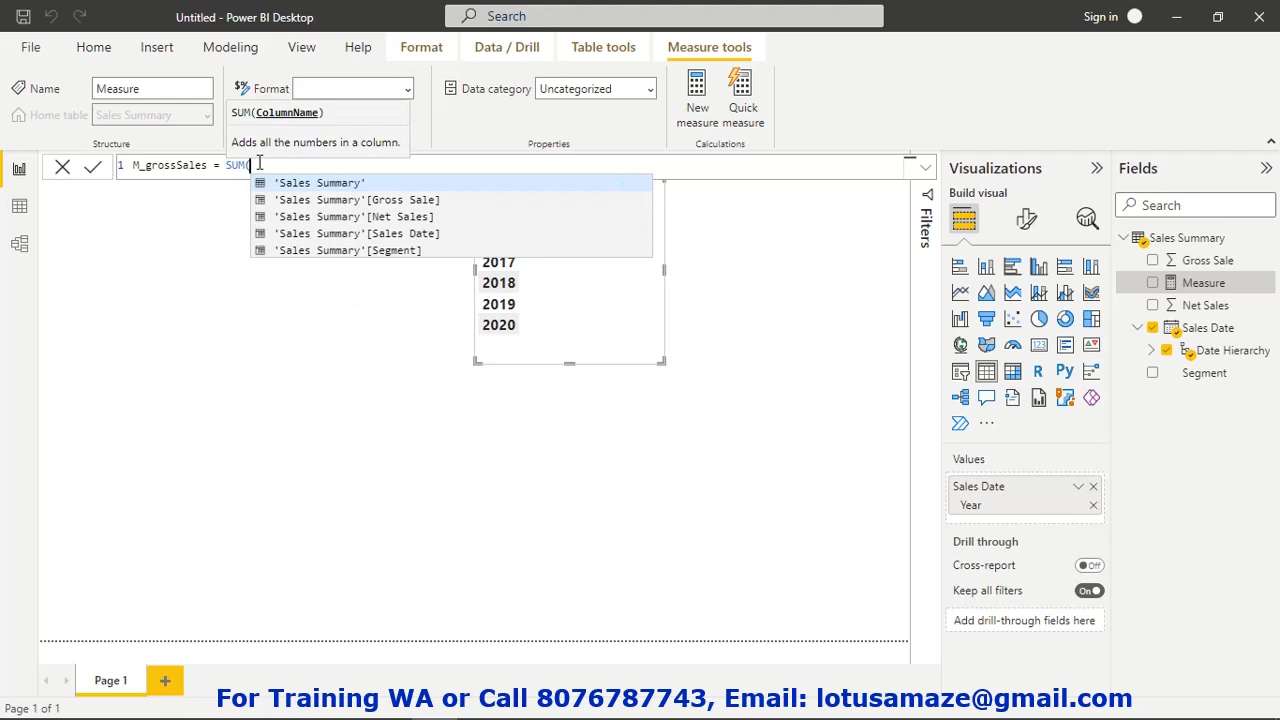 Untitled - Power BI Desktop
Search
Sign in
File
Home
Insert
Modeling
View
Help
Format
Data / Drill
Table tools
Measure tools
Name
Measure
Home table
Sales Summary
Structure
Format
SUM(ColumnName)
Adds all the numbers in a column.
Data category
Uncategorized
Properties
New measure
Quick measure
Calculations
1 M_grossSales = SUM(
'Sales Summary'
'Sales Summary'[Gross Sale]
'Sales Summary'[Net Sales]
'Sales Summary'[Sales Date]
'Sales Summary'[Segment]
2017
2018
2019
2020
Filters
Visualizations
Build visual
R
Py
123
Values
Sales Date
Year
Drill through
Cross-report
Off
Keep all filters
On
Add drill-through fields here
Fields
Search
Sales Summary
Gross Sale
Measure
Net Sales
Sales Date
Date Hierarchy
Segment
Page 1
Page 1 of 1
For Training WA or Call 8076787743, Email: lotusamaze@gmail.com